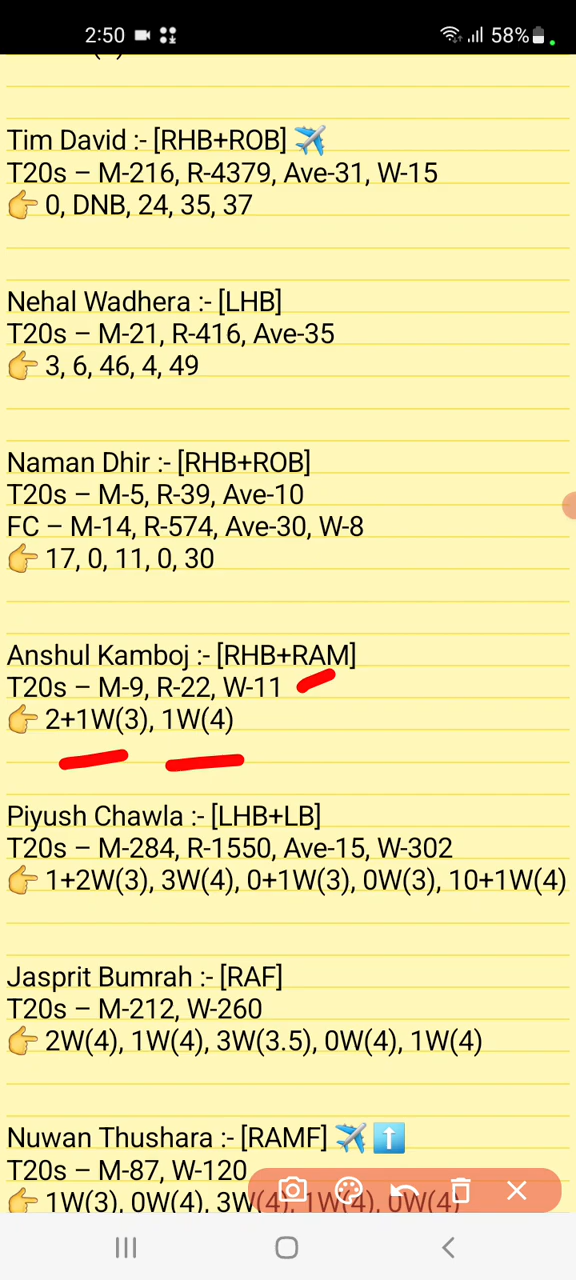 2:50
58%
Tim David :- [RHB+ROB] ✈️
T20s – M-216, R-4379, Ave-31, W-15
👉 0, DNB, 24, 35, 37
Nehal Wadhera :- [LHB]
T20s – M-21, R-416, Ave-35
👉 3, 6, 46, 4, 49
Naman Dhir :- [RHB+ROB]
T20s – M-5, R-39, Ave-10
FC – M-14, R-574, Ave-30, W-8
👉 17, 0, 11, 0, 30
Anshul Kamboj :- [RHB+RAM]
T20s – M-9, R-22, W-11
👉 2+1W(3), 1W(4)
Piyush Chawla :- [LHB+LB]
T20s – M-284, R-1550, Ave-15, W-302
👉 1+2W(3), 3W(4), 0+1W(3), 0W(3), 10+1W(4)
Jasprit Bumrah :- [RAF]
T20s – M-212, W-260
👉 2W(4), 1W(4), 3W(3.5), 0W(4), 1W(4)
Nuwan Thushara :- [RAMF] ✈️ ⬆️
T20s – M-87, W-120
👉 1W(3), 0W(4), 3W(4), 1W(4), 0W(4)